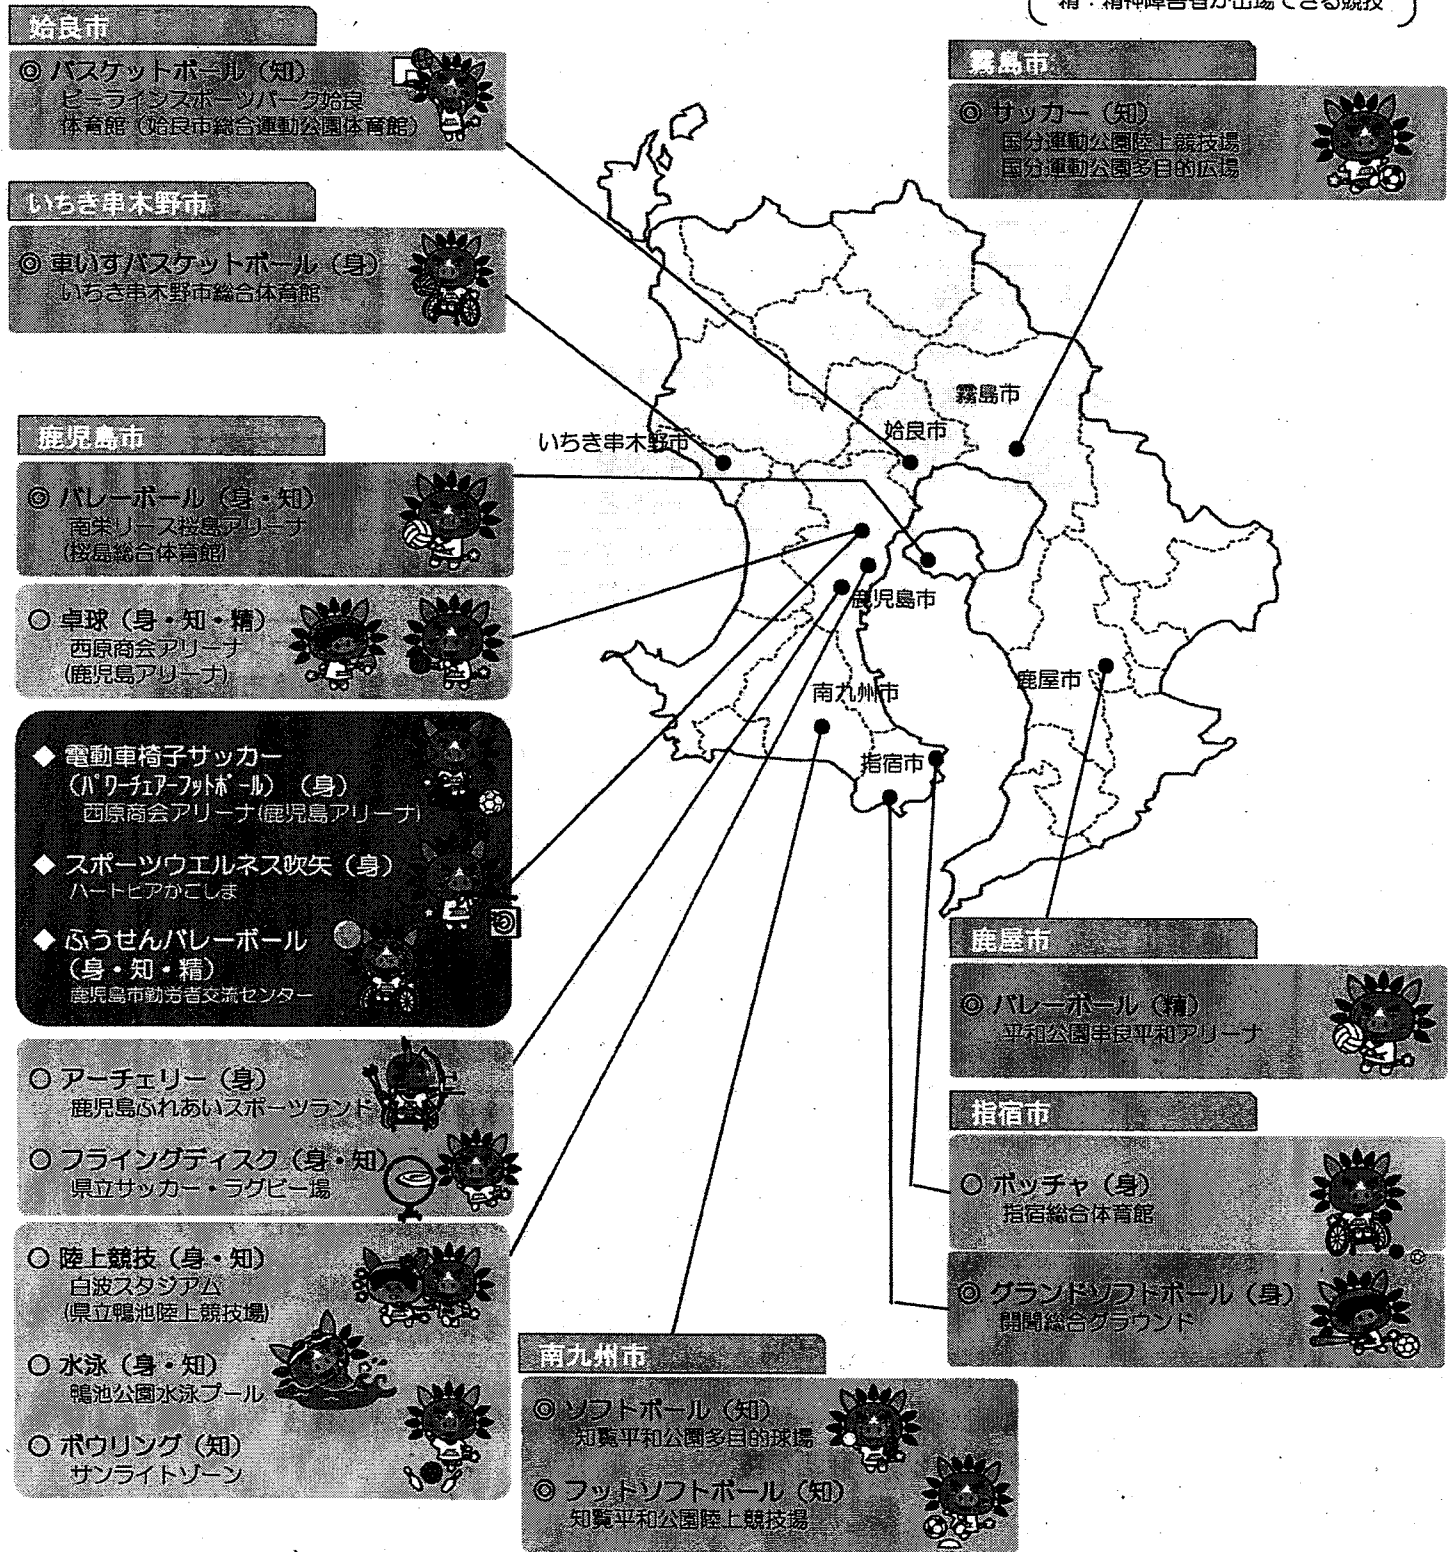 精：精神障害者が出場できる競技
姶良市
◎ バスケットボール（知）
ビーラインスポーツパーク姶良
体育館（姶良市総合運動公園体育館）
いちき串木野市
◎ 車いすバスケットボール（身）
いちき串木野市総合体育館
鹿児島市
◎ バレーボール（身・知）
南栄リース桜島アリーナ
(桜島総合体育館)
○ 卓球（身・知・精）
西原商会アリーナ
(鹿児島アリーナ)
◆ 電動車椅子サッカー
（ﾊﾟﾜｰﾁｪｱｰﾌｯﾄﾎﾞｰﾙ）（身）
西原商会アリーナ(鹿児島アリーナ)
◆ スポーツウエルネス吹矢（身）
ハートピアかごしま
◆ ふうせんバレーボール
（身・知・精）
鹿児島市勤労者交流センター
○ アーチェリー（身）
鹿児島ふれあいスポーツランド
○ フライングディスク（身・知）
県立サッカー・ラグビー場
○ 陸上競技（身・知）
白波スタジアム
(県立鴨池陸上競技場)
○ 水泳（身・知）
鴨池公園水泳プール
○ ボウリング（知）
サンライトゾーン
霧島市
◎ サッカー（知）
国分運動公園陸上競技場
国分運動公園多目的広場
霧島市
姶良市
いちき串木野市
鹿児島市
鹿屋市
南九州市
指宿市
鹿屋市
◎ バレーボール（精）
平和公園串良平和アリーナ
指宿市
○ ボッチャ（身）
指宿総合体育館
◎ グランドソフトボール（身）
開聞総合グラウンド
南九州市
◎ ソフトボール（知）
知覧平和公園多目的球場
◎ フットソフトボール（知）
知覧平和公園陸上競技場